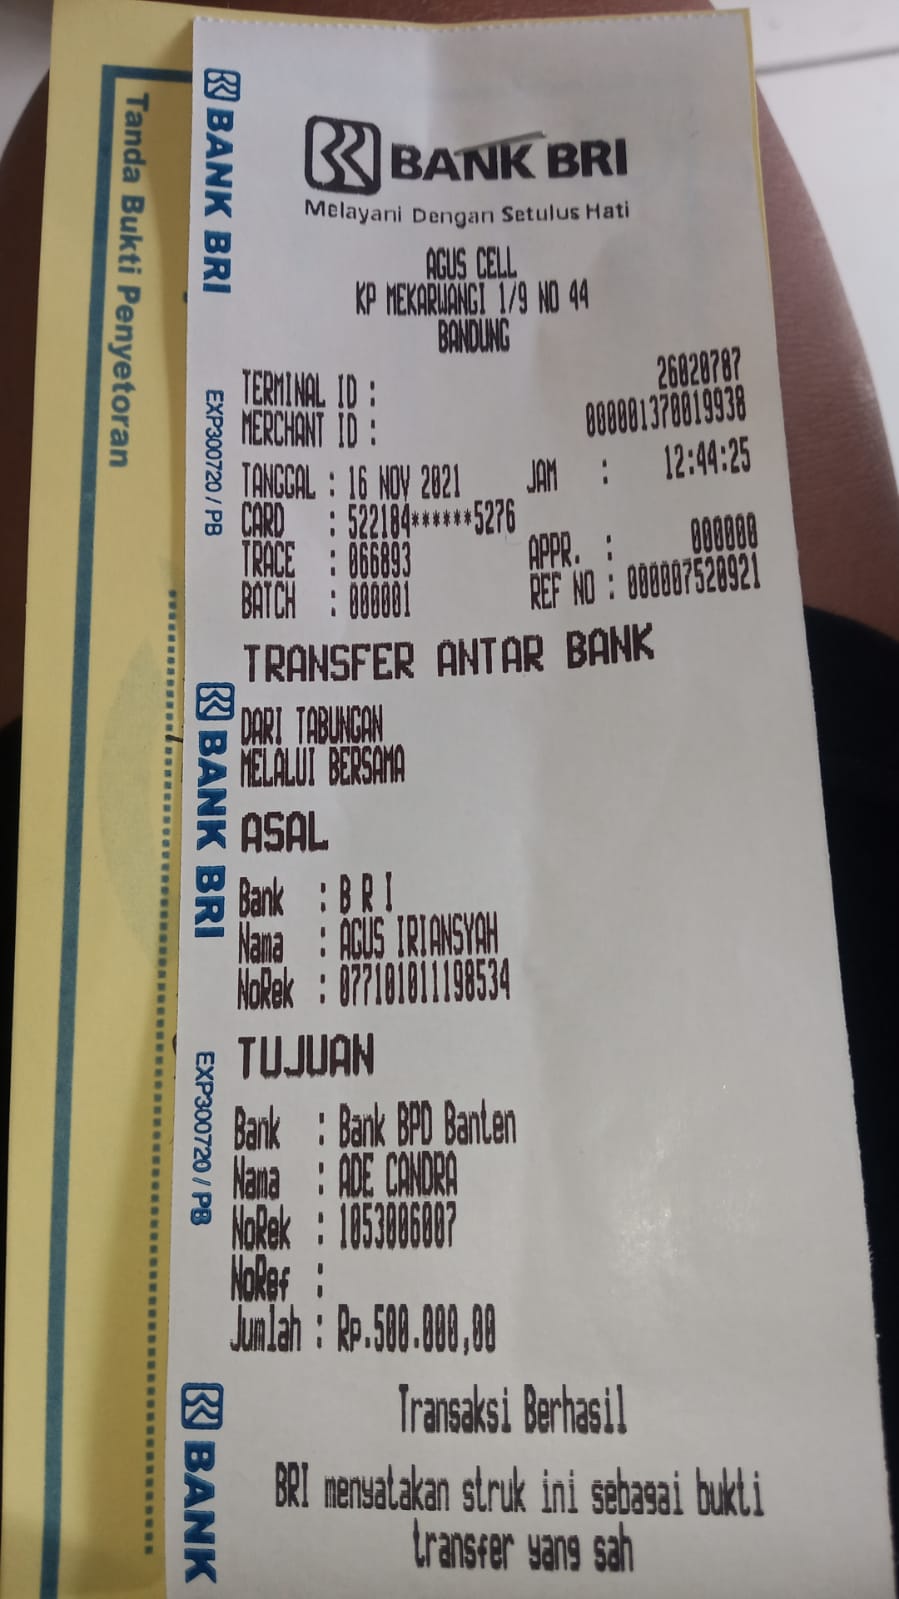 BANK BRI
Melayani Dengan Setulus Hati
AGUS CELL
KP MEKARWANGI 1/9 NO 44
BANDUNG
TERMINAL ID : 26020787
MERCHANT ID : 000001370019938
TANGGAL : 16 NOV 2021 JAM : 12:44:25
CARD : 522184******5276
TRACE : 066893 APPR. : 000000
BATCH : 000001 REF NO : 000007520921
TRANSFER ANTAR BANK
DARI TABUNGAN
MELALUI BERSAMA
ASAL
Bank : B R I
Nama : AGUS IRIANSYAH
NoRek : 077101011198534
TUJUAN
Bank : Bank BPD Banten
Nama : ADE CANDRA
NoRek : 1053006007
NoRef :
Jumlah : Rp.500.000,00
Transaksi Berhasil
BRI menyatakan struk ini sebagai bukti
transfer yang sah
BANK BRI
EXP300720 / PB
BANK BRI
EXP300720 / PB
BANK
Tanda Bukti Penyetoran